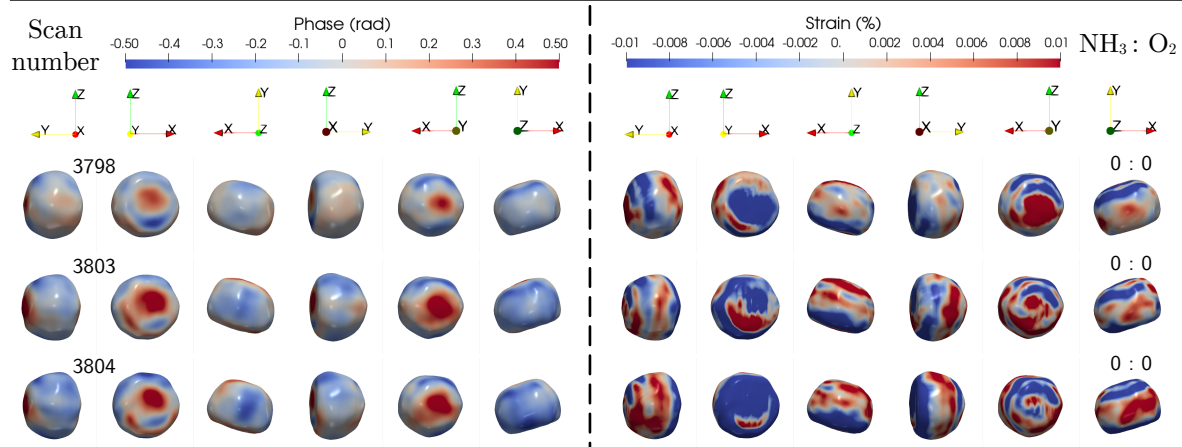 Scan number
Phase (rad)
-0.50 -0.4 -0.3 -0.2 -0.1 0 0.1 0.2 0.3 0.40 0.50
Strain (%)
-0.01 -0.008 -0.006 -0.004 -0.002 0. 0.002 0.004 0.006 0.008 0.01
NH₃ : O₂
Z Y X
Z Y X
Y X Z
Z X Y
Z X Y
Y Z X
Z Y X
Z Y X
Y X Z
Z X Y
Z X Y
Y Z X
3798
0 : 0
3803
0 : 0
3804
0 : 0